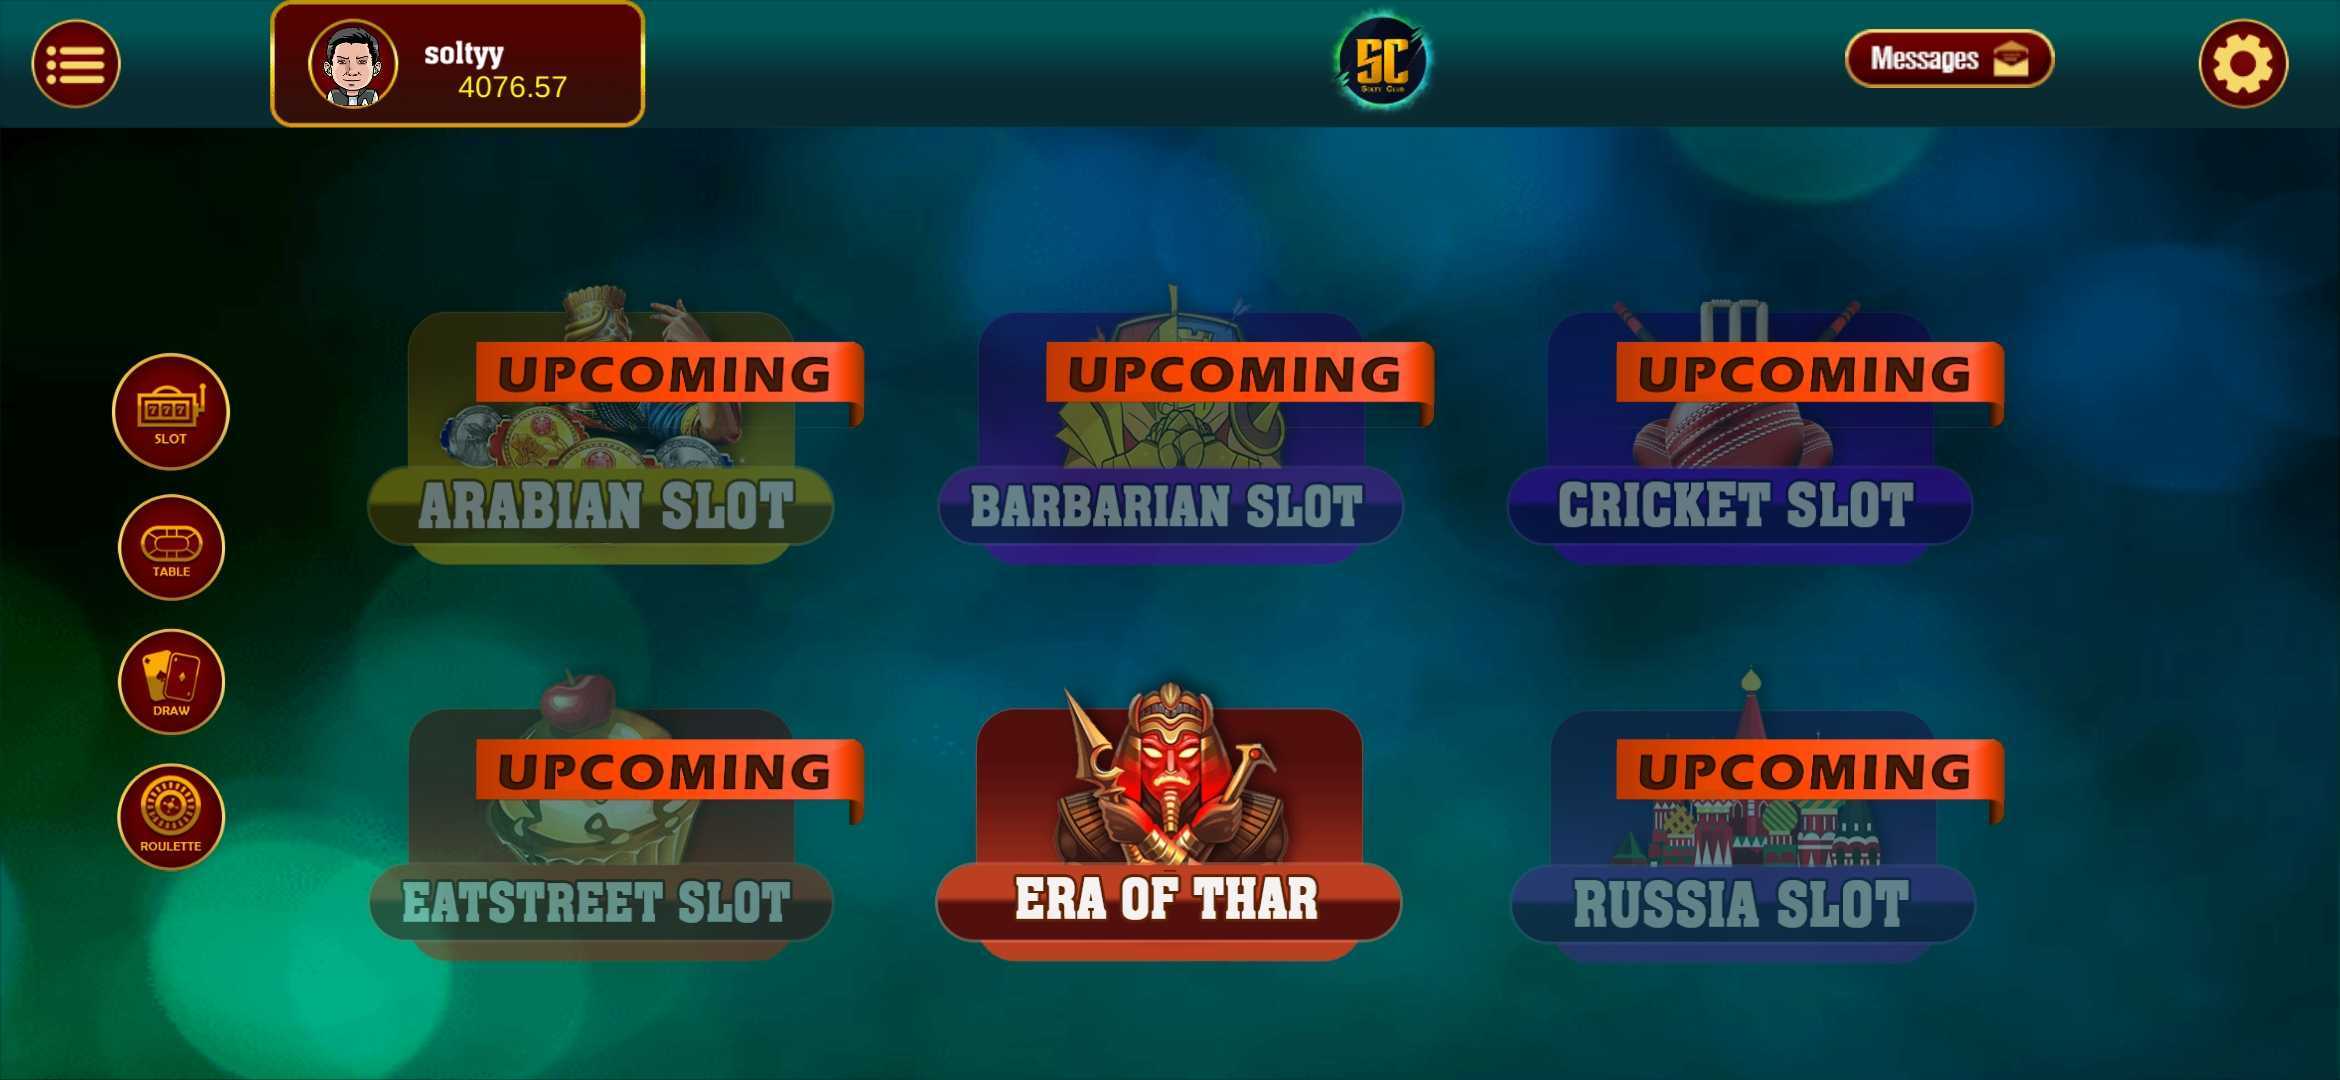 soltyy
4076.57
SC
Solty Club
Messages
UPCOMING
ARABIAN SLOT
UPCOMING
BARBARIAN SLOT
UPCOMING
CRICKET SLOT
777
SLOT
TABLE
DRAW
ROULETTE
UPCOMING
EATSTREET SLOT
ERA OF THAR
UPCOMING
RUSSIA SLOT